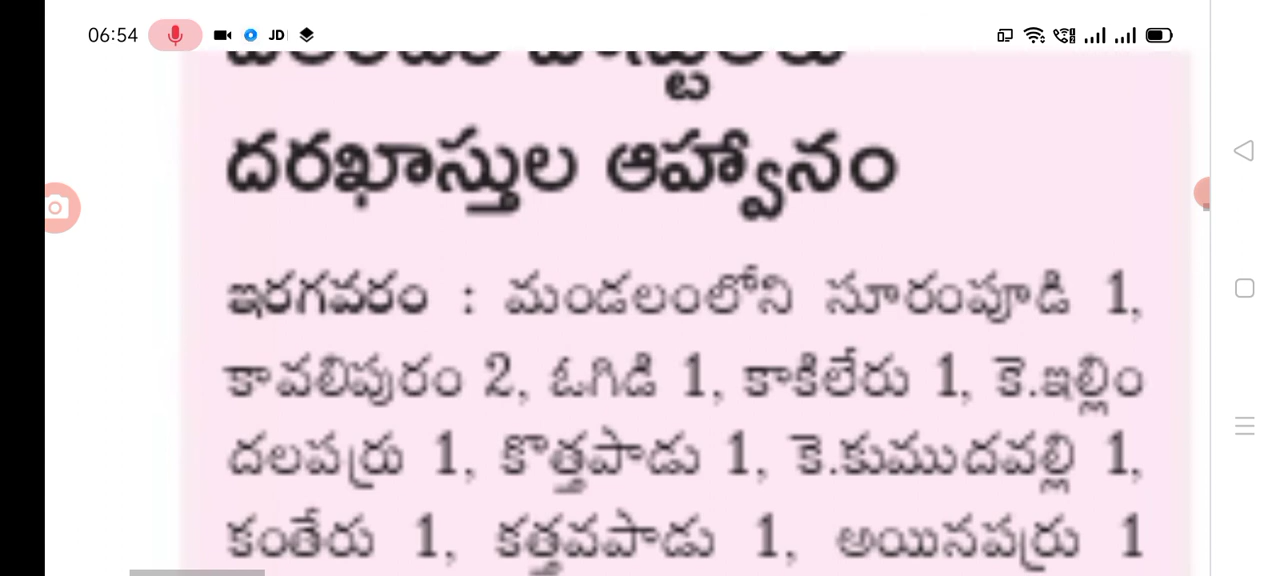 06:54 JD
దరఖాస్తుల ఆహ్వానం
ఇరగవరం : మండలంలోని సూరంపూడి 1,
కావలిపురం 2, ఓగిడి 1, కాకిలేరు 1, కె.ఇల్లిం
దలపర్రు 1, కొత్తపాడు 1, కె.కుముదవల్లి 1,
కంతేరు 1, కత్తవపాడు 1, అయినపర్రు 1